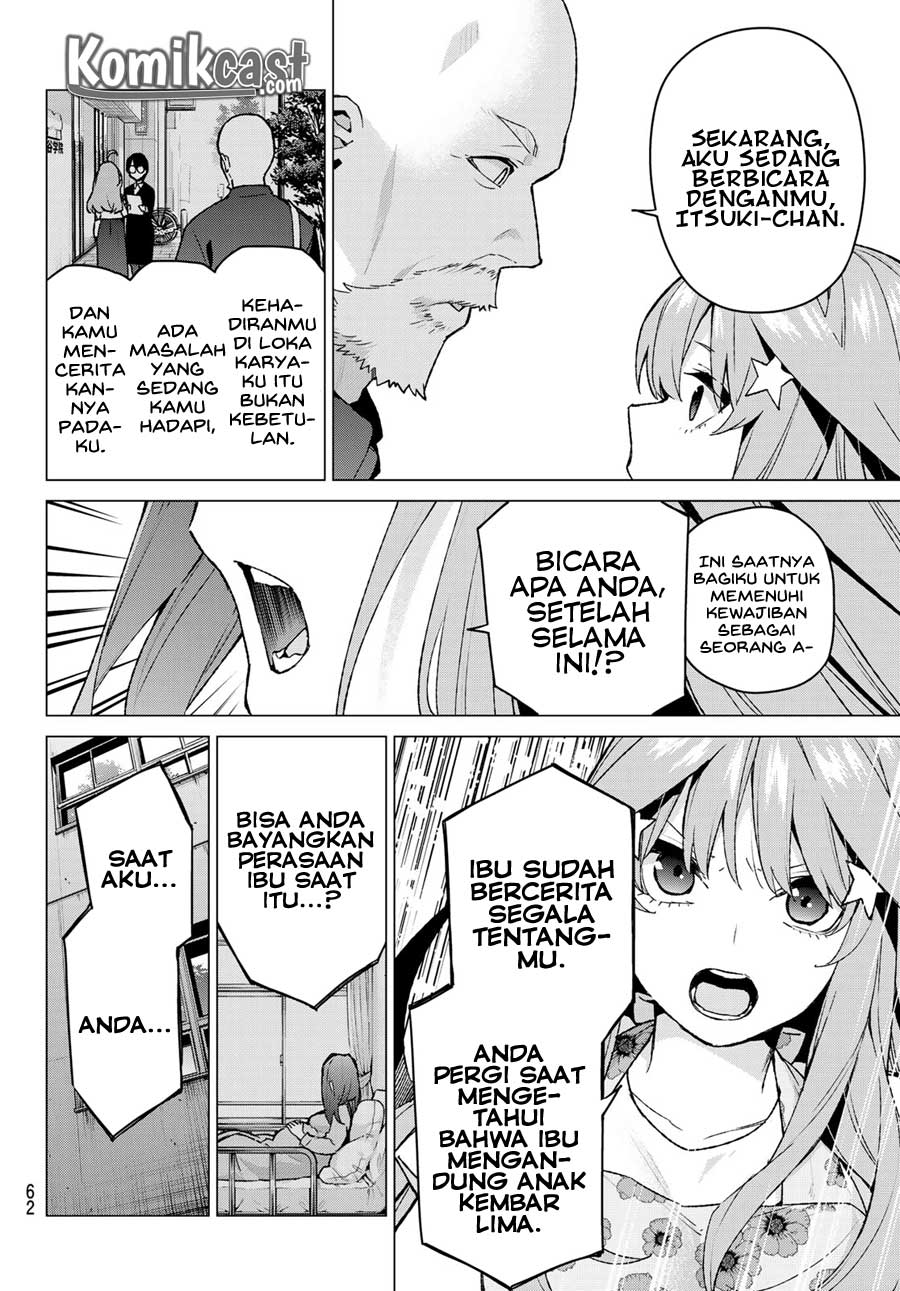 Komikcast
.com
SEKARANG,
AKU SEDANG
BERBICARA
DENGANMU,
ITSUKI-CHAN.
KEHA-
DIRANMU
DI LOKA
KARYA-
KU ITU
BUKAN
KEBETU-
LAN.
ADA
MASALAH
YANG
SEDANG
KAMU
HADAPI,
DAN
KAMU
MEN-
CERITA
KAN-
NYA
PADA-
KU.
INI SAATNYA
BAGIKU UNTUK
MEMENUHI
KEWAJIBAN
SEBAGAI
SEORANG A-
BICARA
APA ANDA,
SETELAH
SELAMA
INI!?
IBU SUDAH
BERCERITA
SEGALA
TENTANG-
MU.
ANDA
PERGI SAAT
MENGE-
TAHUI
BAHWA IBU
MENGAN-
DUNG ANAK
KEMBAR
LIMA.
BISA ANDA
BAYANGKAN
PERASAAN
IBU SAAT
ITU...?
SAAT
AKU...
ANDA...
62